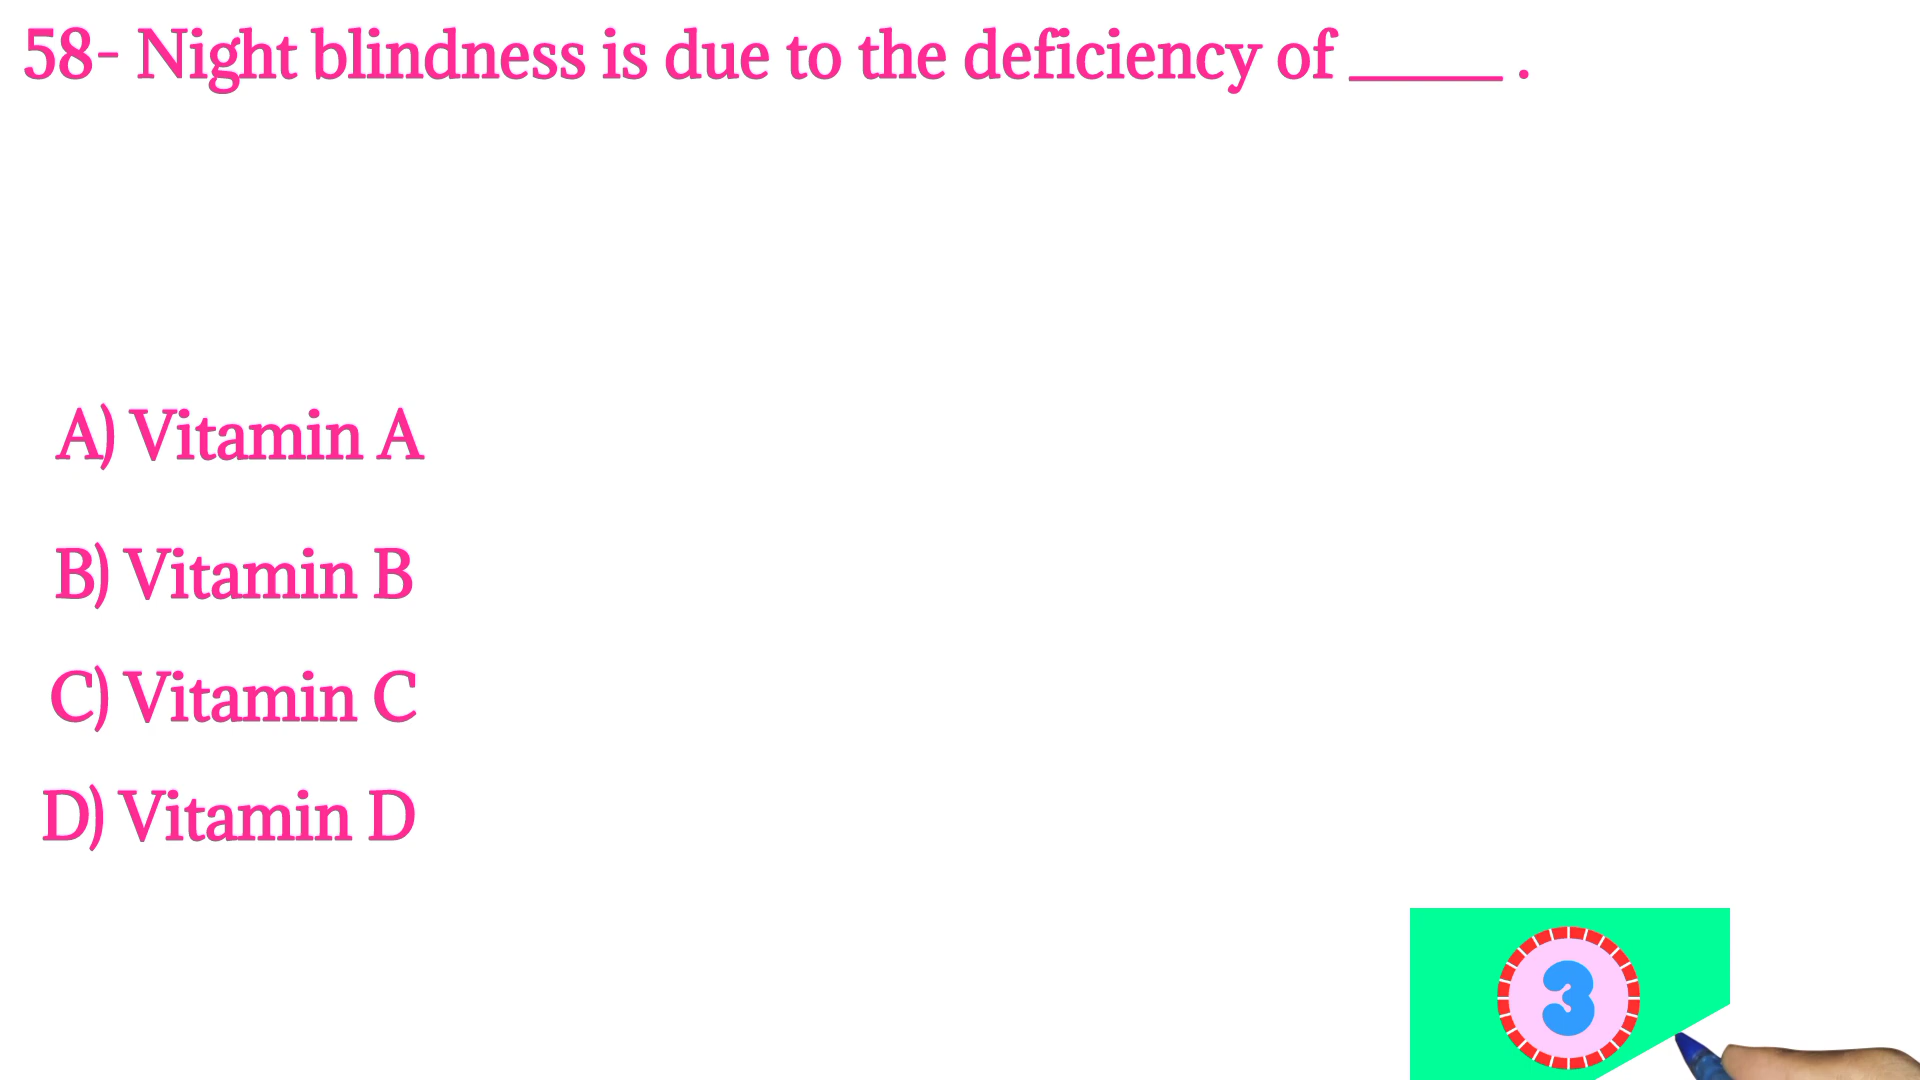 58- Night blindness is due to the deficiency of _____ .
A) Vitamin A
B) Vitamin B
C) Vitamin C
D) Vitamin D
3